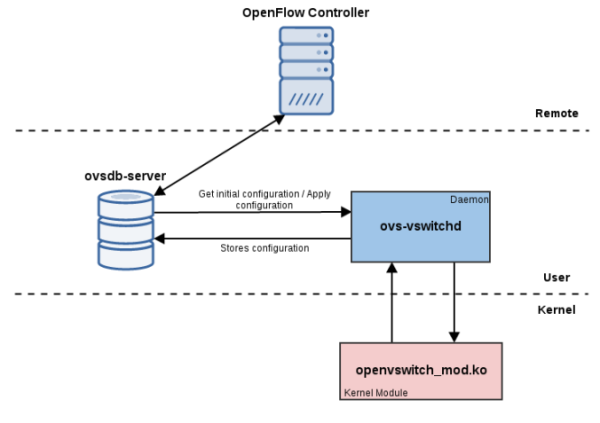 OpenFlow Controller
Remote
ovsdb-server
Get initial configuration / Apply
configuration
Daemon
ovs-vswitchd
Stores configuration
User
Kernel
openvswitch_mod.ko
Kernel Module